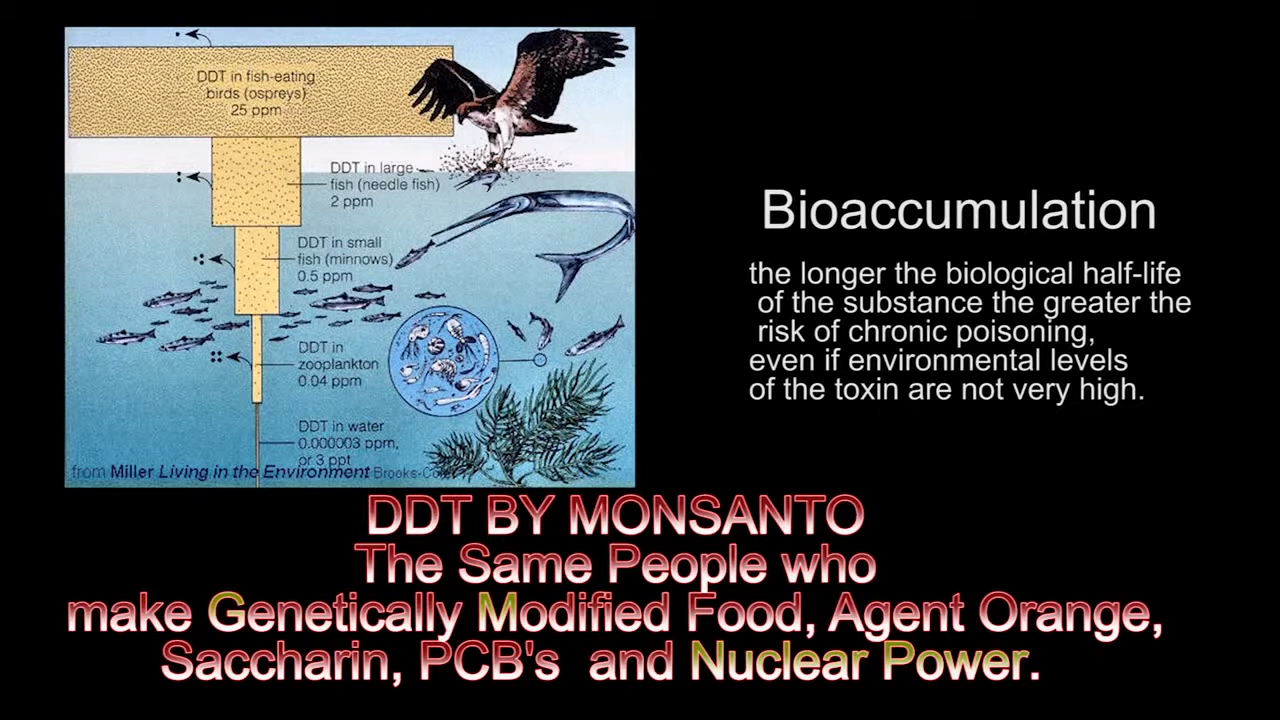 DDT in fish-eating
birds (ospreys)
25 ppm
DDT in large
fish (needle fish)
2 ppm
DDT in small
fish (minnows)
0.5 ppm
DDT in
zooplankton
0.04 ppm
DDT in water
0.000003 ppm,
or 3 ppt
from Miller Living in the Environment Brooks-Cole
Bioaccumulation
the longer the biological half-life
of the substance the greater the
risk of chronic poisoning,
even if environmental levels
of the toxin are not very high.
DDT BY MONSANTO
The Same People who
make Genetically Modified Food, Agent Orange,
Saccharin, PCB's and Nuclear Power.